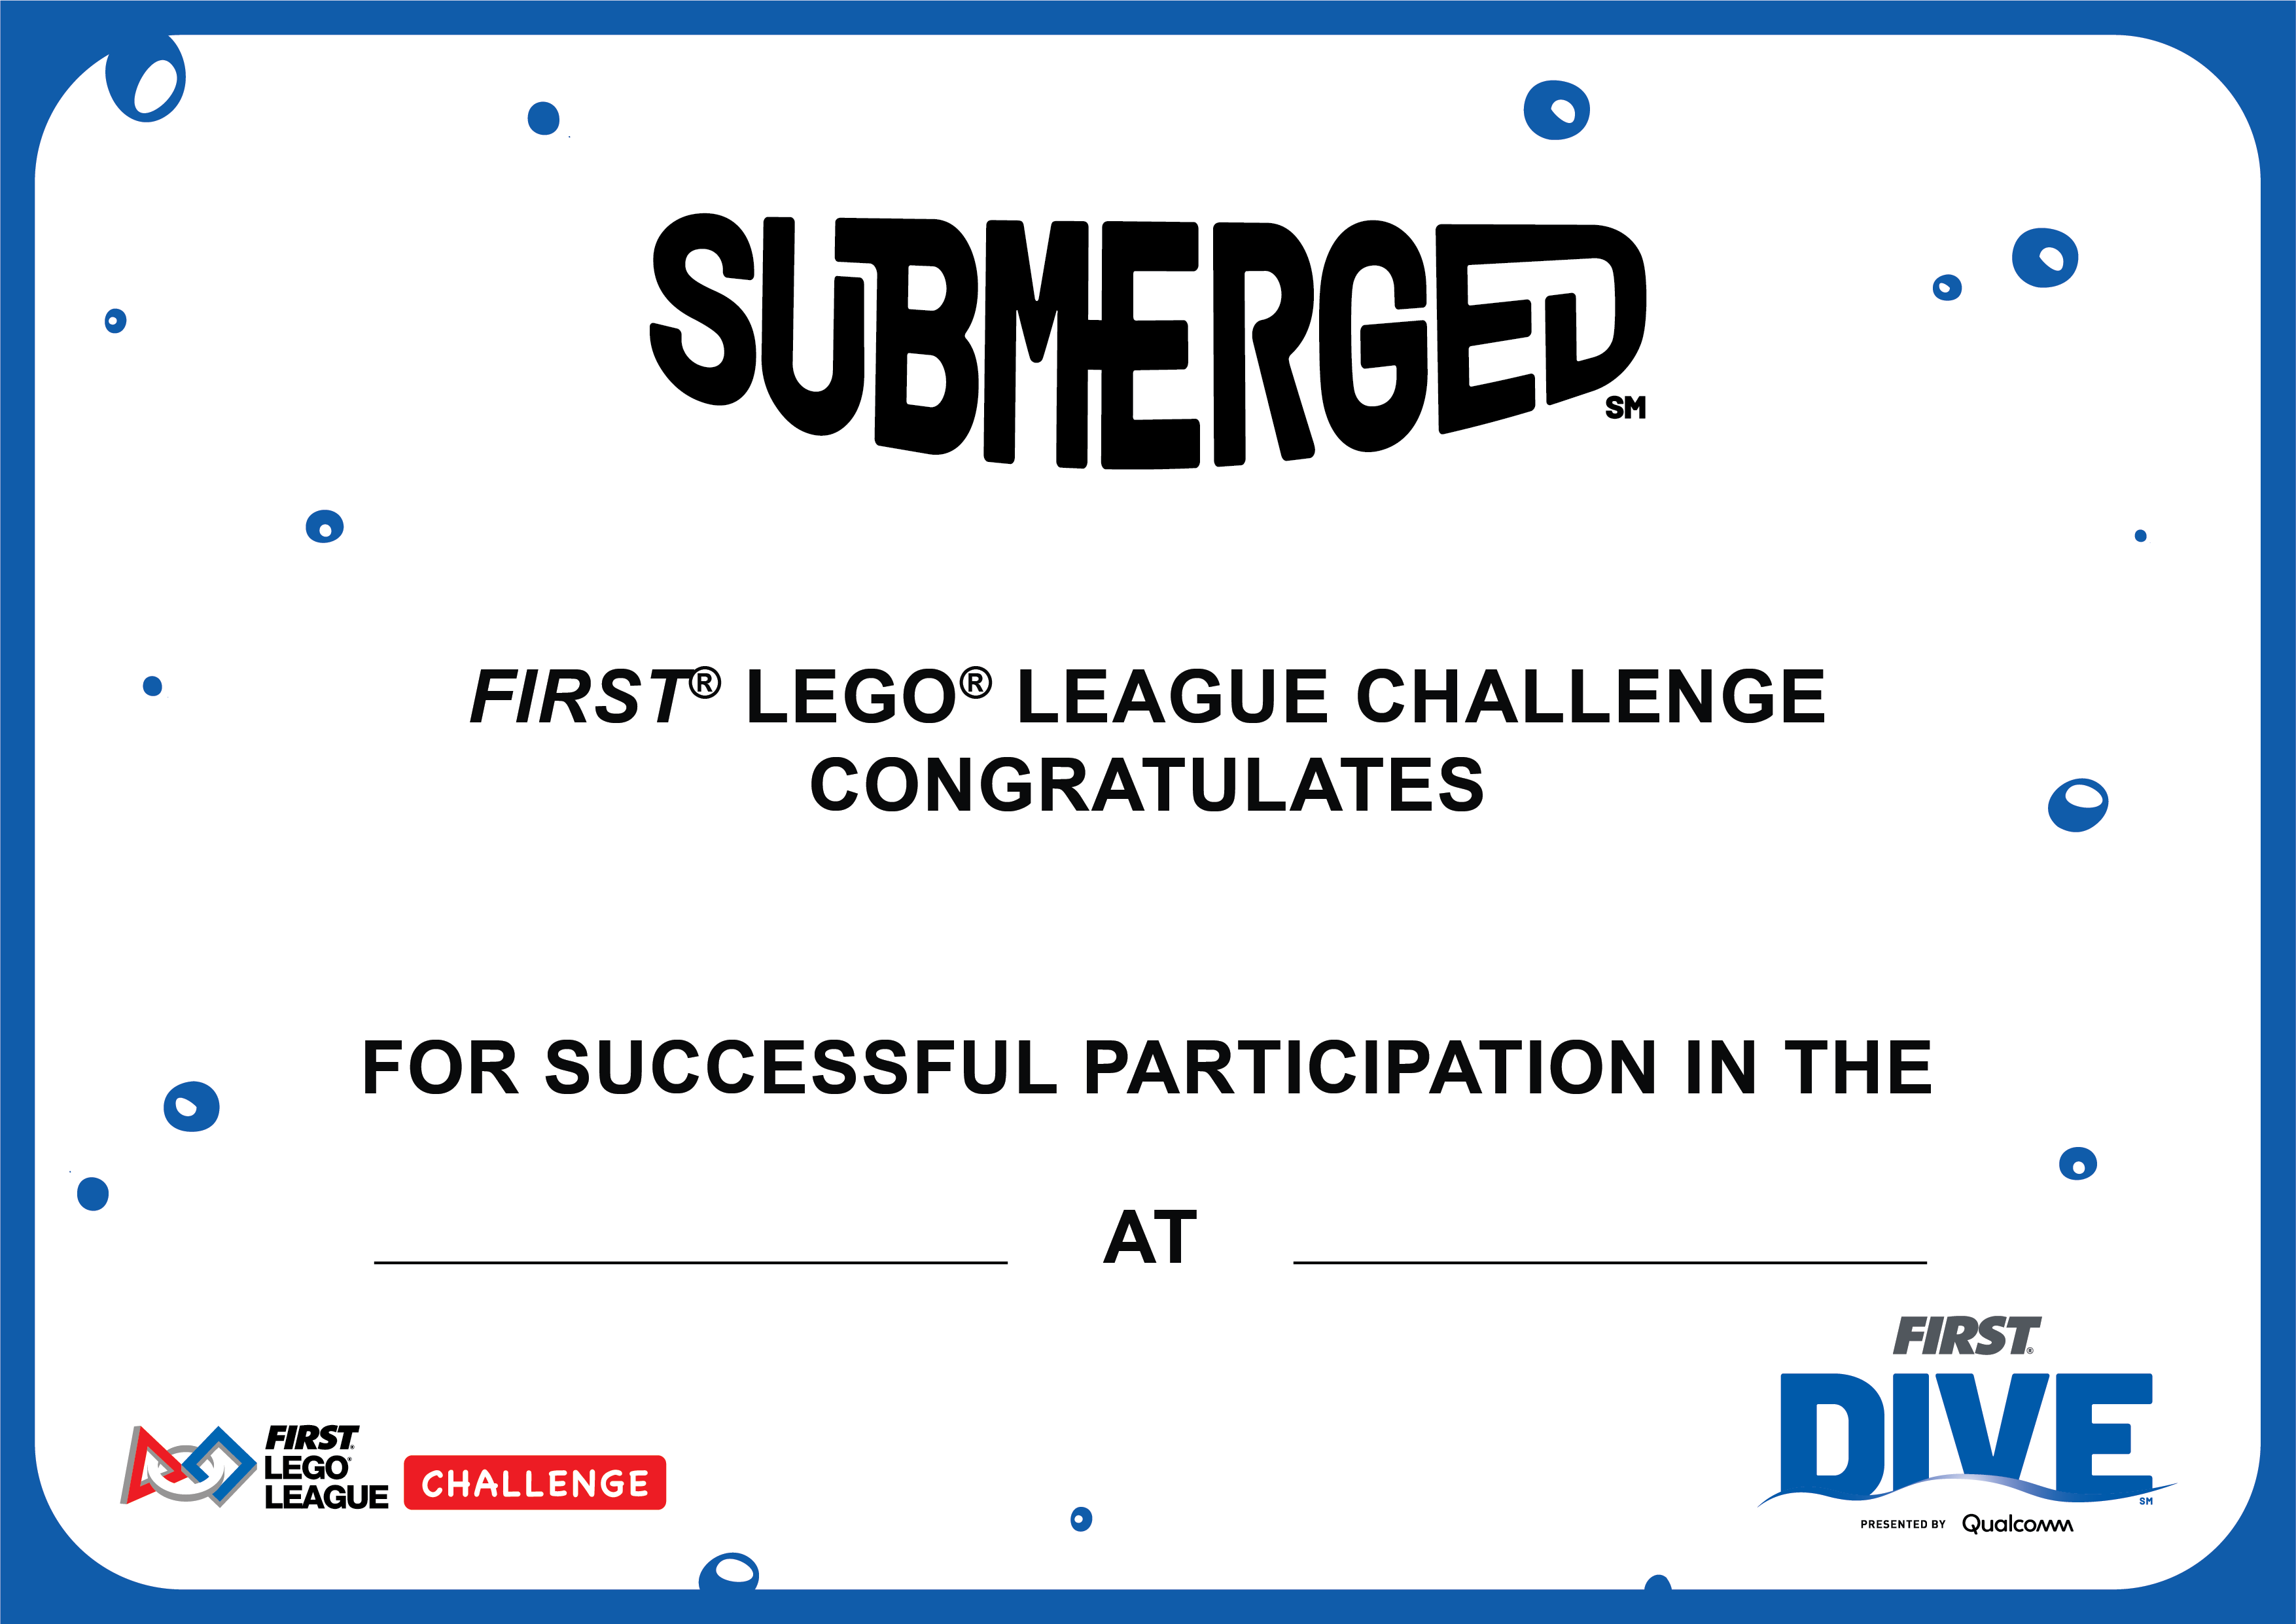 SUBMERGED SM
FIRST® LEGO® LEAGUE CHALLENGE
CONGRATULATES
FOR SUCCESSFUL PARTICIPATION IN THE
AT
FIRST®
LEGO®
LEAGUE
CHALLENGE
FIRST®
DIVE SM
PRESENTED BY Qualcomm